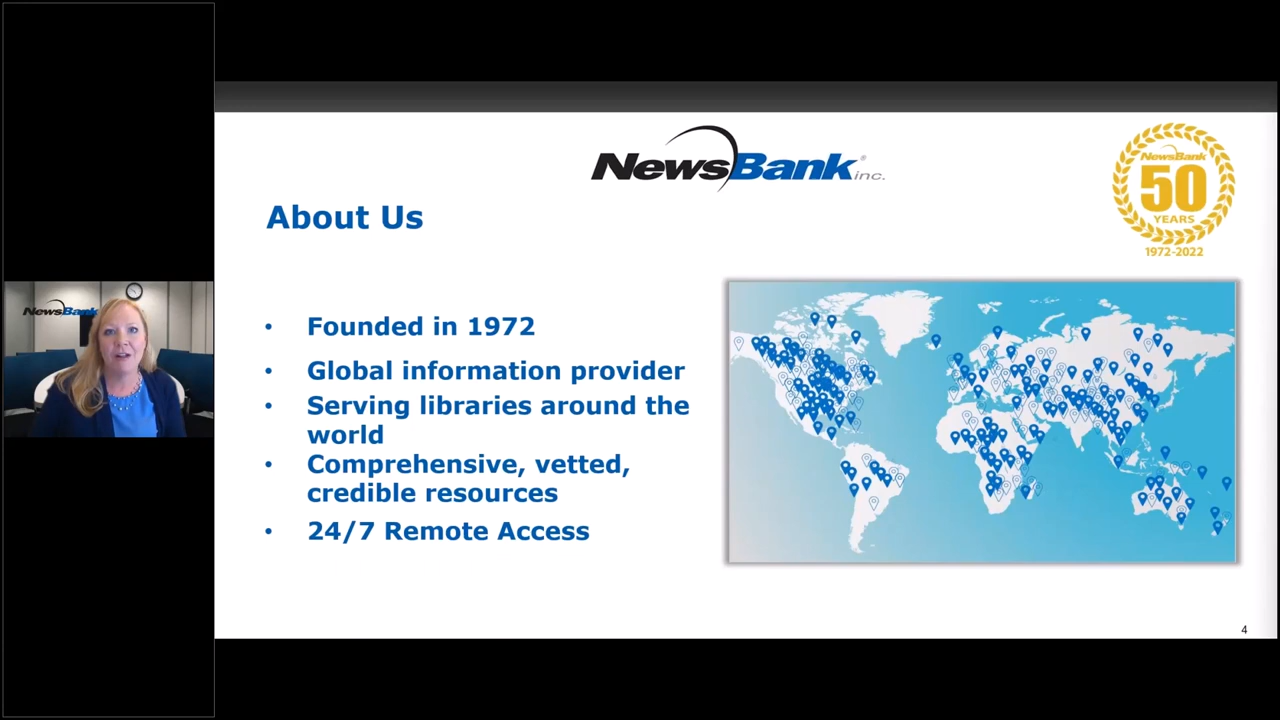 NewsBank® inc.
NewsBank
50
YEARS
1972-2022
About Us
• Founded in 1972
• Global information provider
• Serving libraries around the
world
• Comprehensive, vetted,
credible resources
• 24/7 Remote Access
NewsBank
4